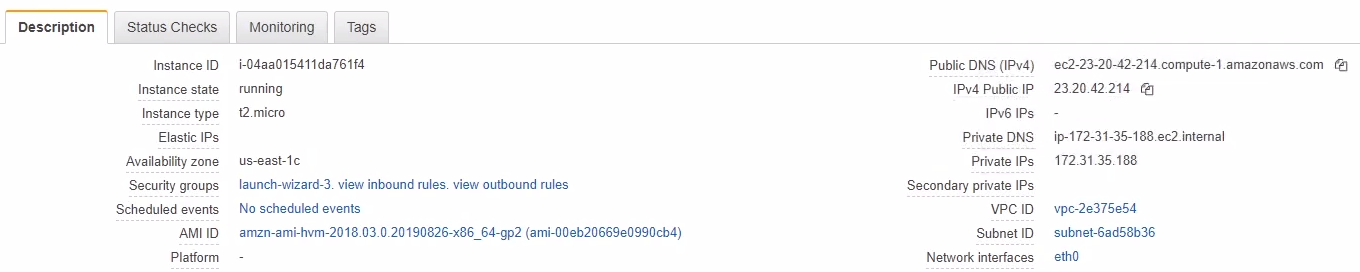 Description Status Checks Monitoring Tags
Instance ID i-04aa015411da761f4 Public DNS (IPv4) ec2-23-20-42-214.compute-1.amazonaws.com
Instance state running IPv4 Public IP 23.20.42.214
Instance type t2.micro IPv6 IPs -
Elastic IPs Private DNS ip-172-31-35-188.ec2.internal
Availability zone us-east-1c Private IPs 172.31.35.188
Security groups launch-wizard-3. view inbound rules. view outbound rules Secondary private IPs
Scheduled events No scheduled events VPC ID vpc-2e375e54
AMI ID amzn-ami-hvm-2018.03.0.20190826-x86_64-gp2 (ami-00eb20669e0990cb4) Subnet ID subnet-6ad58b36
Platform - Network interfaces eth0